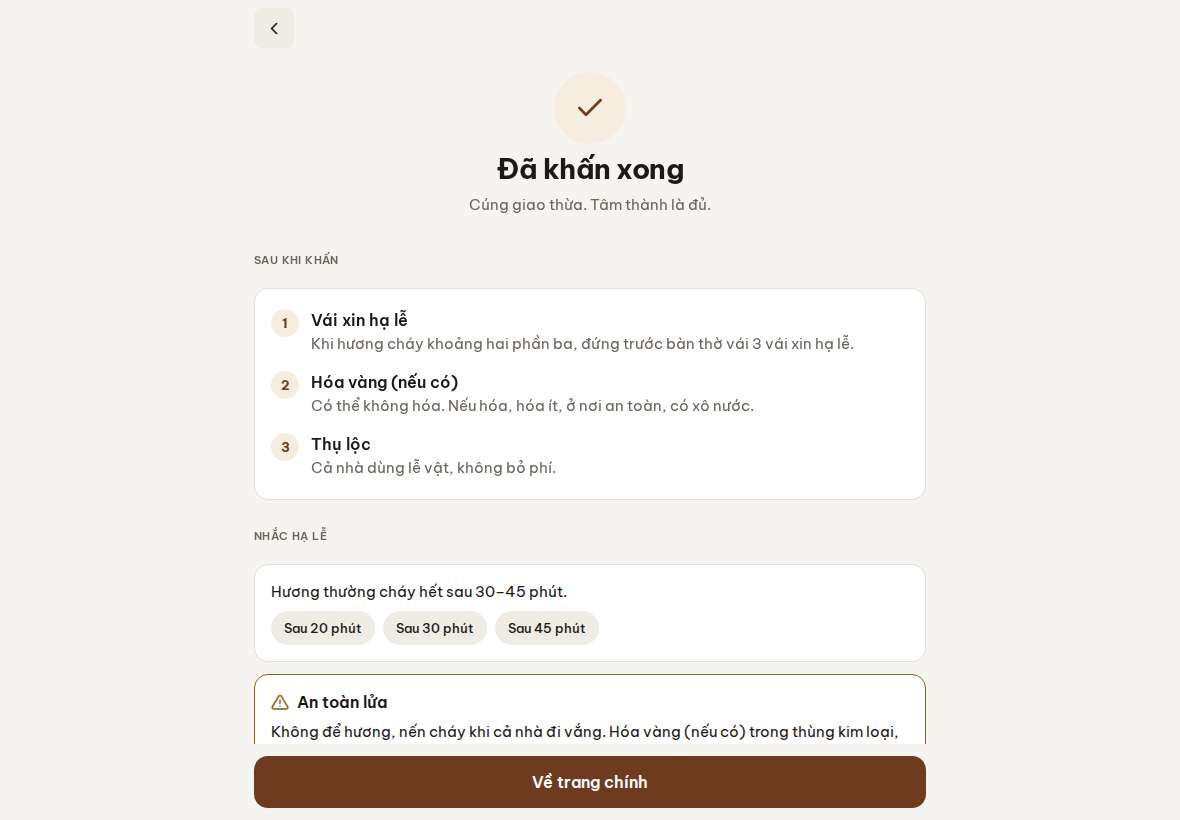 Đã khấn xong
Cúng giao thừa. Tâm thành là đủ.
SAU KHI KHẤN
1
Vái xin hạ lễ
Khi hương cháy khoảng hai phần ba, đứng trước bàn thờ vái 3 vái xin hạ lễ.
2
Hóa vàng (nếu có)
Có thể không hóa. Nếu hóa, hóa ít, ở nơi an toàn, có xô nước.
3
Thụ lộc
Cả nhà dùng lễ vật, không bỏ phí.
NHẮC HẠ LỄ
Hương thường cháy hết sau 30–45 phút.
Sau 20 phút
Sau 30 phút
Sau 45 phút
An toàn lửa
Không để hương, nến cháy khi cả nhà đi vắng. Hóa vàng (nếu có) trong thùng kim loại,
Về trang chính